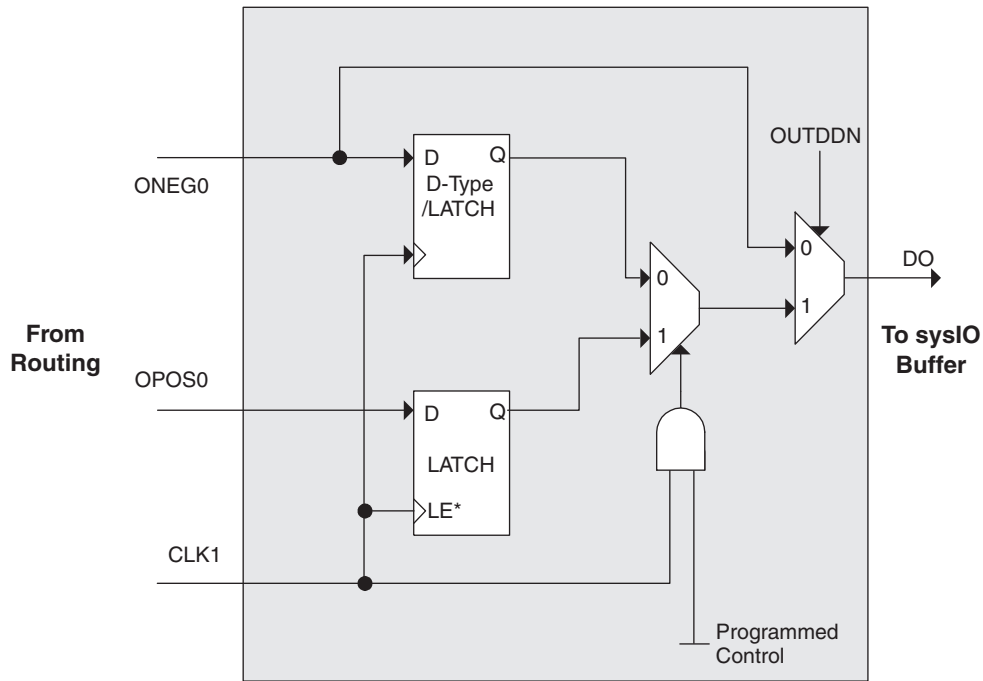 OUTDDN
ONEG0
D Q
D-Type
/LATCH
0
DO
0
1
From
Routing
1
To sysIO
Buffer
OPOS0
D Q
LATCH
LE*
CLK1
Programmed
Control